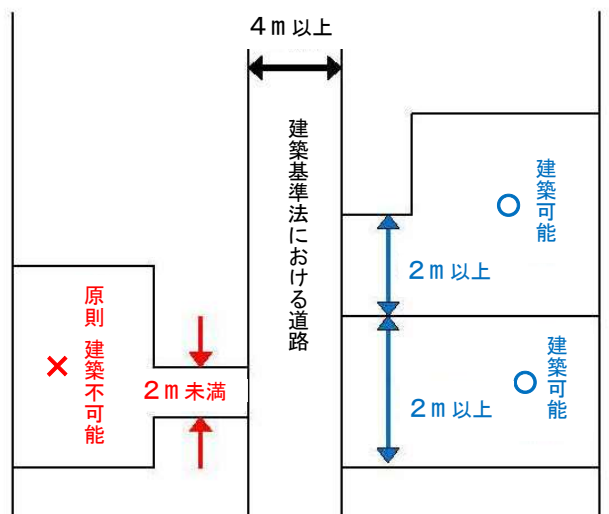 4m以上
建築基準法における道路
建築可能
○
2m以上
原則 建築不可能
×
2m未満
建築可能
○
2m以上